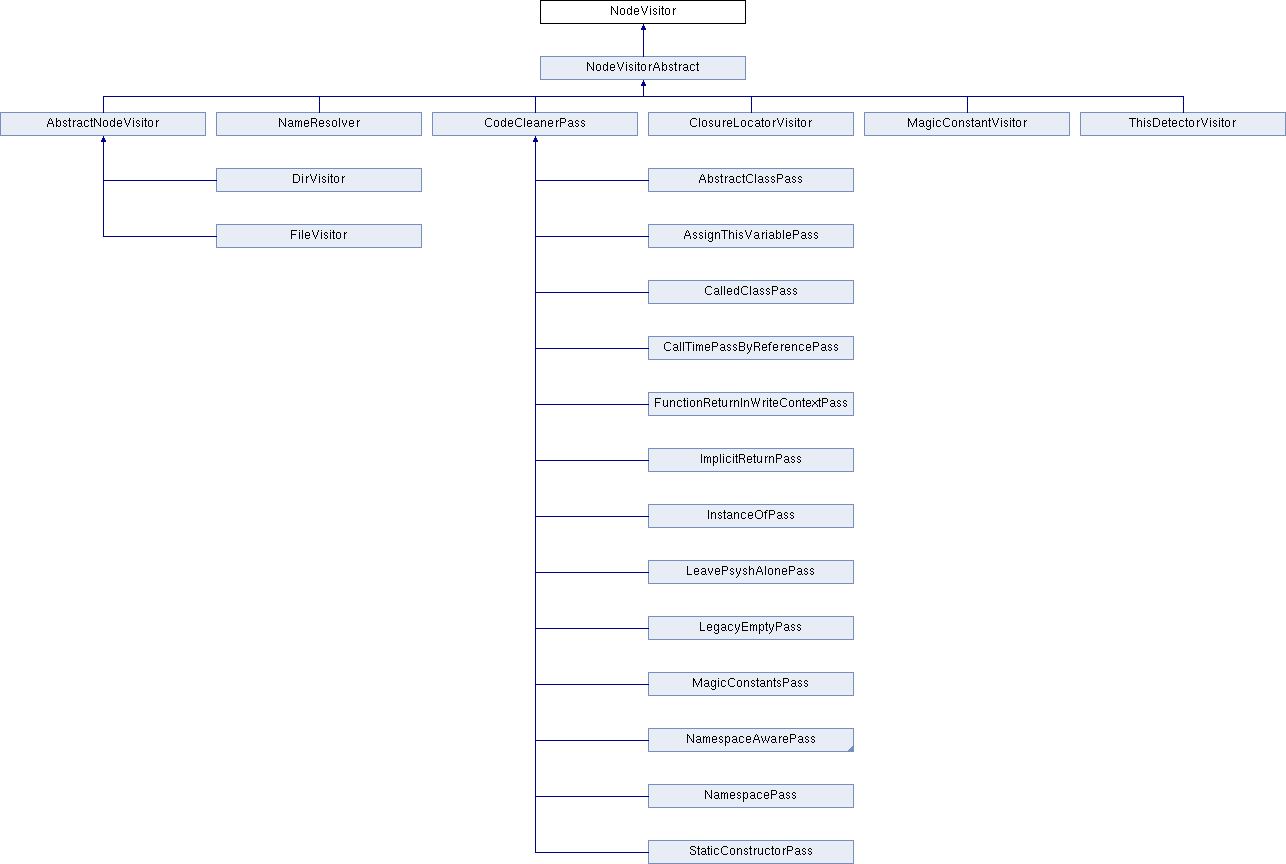 NodeVisitor
NodeVisitorAbstract
AbstractNodeVisitor
NameResolver
CodeCleanerPass
ClosureLocatorVisitor
MagicConstantVisitor
ThisDetectorVisitor
DirVisitor
AbstractClassPass
FileVisitor
AssignThisVariablePass
CalledClassPass
CallTimePassByReferencePass
FunctionReturnInWriteContextPass
ImplicitReturnPass
InstanceOfPass
LeavePsyshAlonePass
LegacyEmptyPass
MagicConstantsPass
NamespaceAwarePass
NamespacePass
StaticConstructorPass